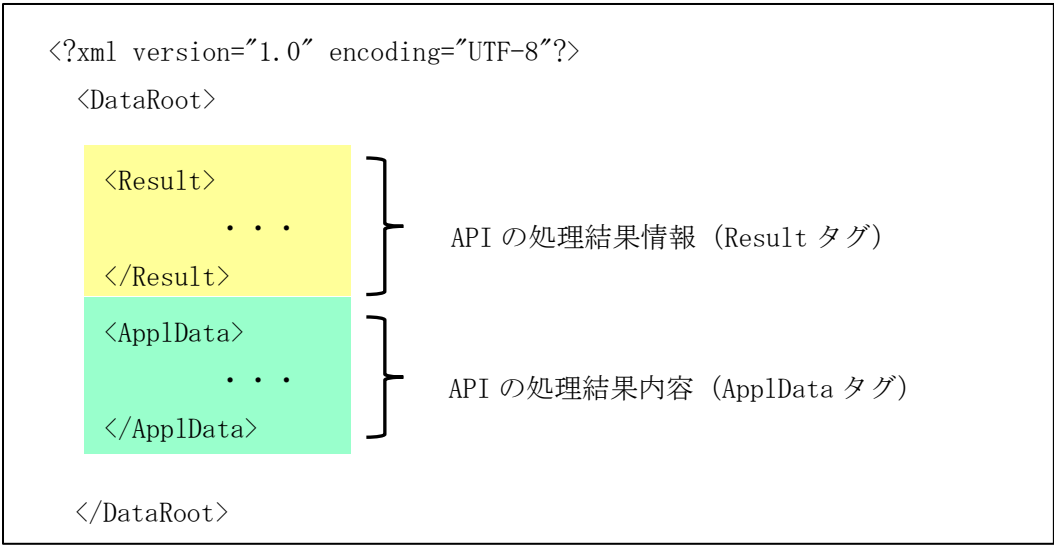 <?xml version="1.0" encoding="UTF-8"?>
<DataRoot>
<Result>
・・・
API の処理結果情報（Result タグ）
</Result>
<ApplData>
・・・
API の処理結果内容（ApplData タグ）
</ApplData>
</DataRoot>